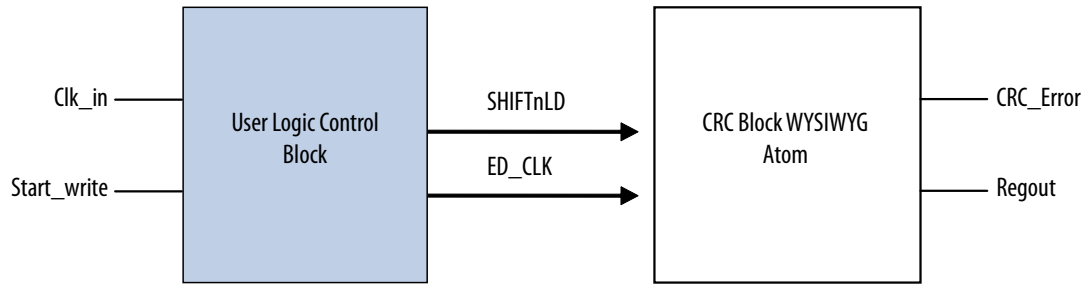 Clk_in
Start_write
User Logic Control
Block
SHIFTnLD
ED_CLK
CRC Block WYSIWYG
Atom
CRC_Error
Regout